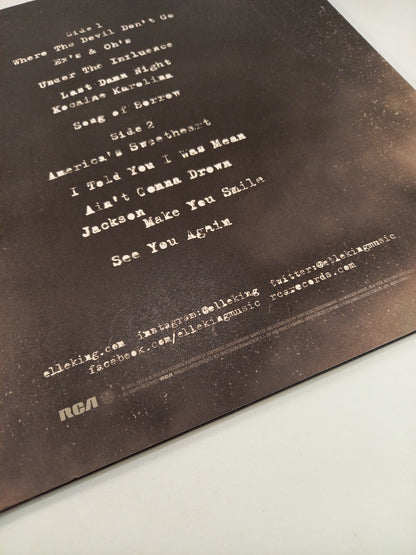 Side 1
Where The Devil Don't Go
Ex's & Oh's
Under The Influence
Last Damn Night
Kocaine Karolina
Song of Sorrow
Side 2
America's Sweetheart
I Told You I Was Mean
Ain't Gonna Drown
Jackson Make You Smile
See You Again
elleking.com instagram:@elleking twitter:@ellekingmusic
facebook.com/ellekingmusic rcarecords.com
RCA